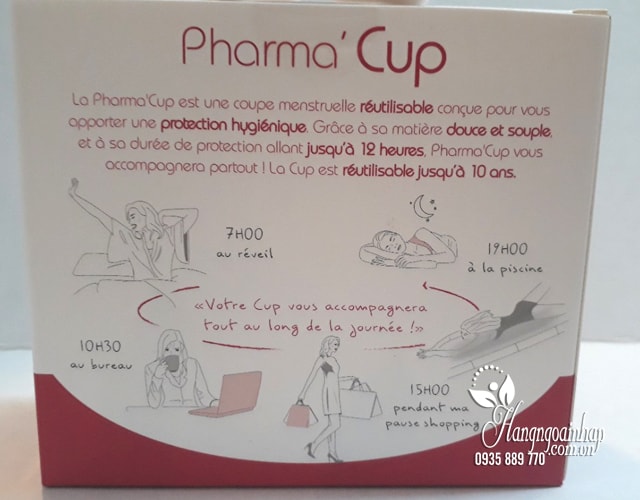 Pharma' Cup
La Pharma'Cup est une coupe menstruelle réutilisable conçue pour vous
apporter une protection hygiénique. Grâce à sa matière douce et souple,
et à sa durée de protection allant jusqu'à 12 heures, Pharma'Cup vous
accompagnera partout ! La Cup est réutilisable jusqu'à 10 ans.
7H00
au réveil
19H00
à la piscine
«Votre Cup vous accompagnera
tout au long de la journée !»
10H30
au bureau
15H00
pendant ma
pause shopping
Hangngoainhap
.com.vn
0935 889 770